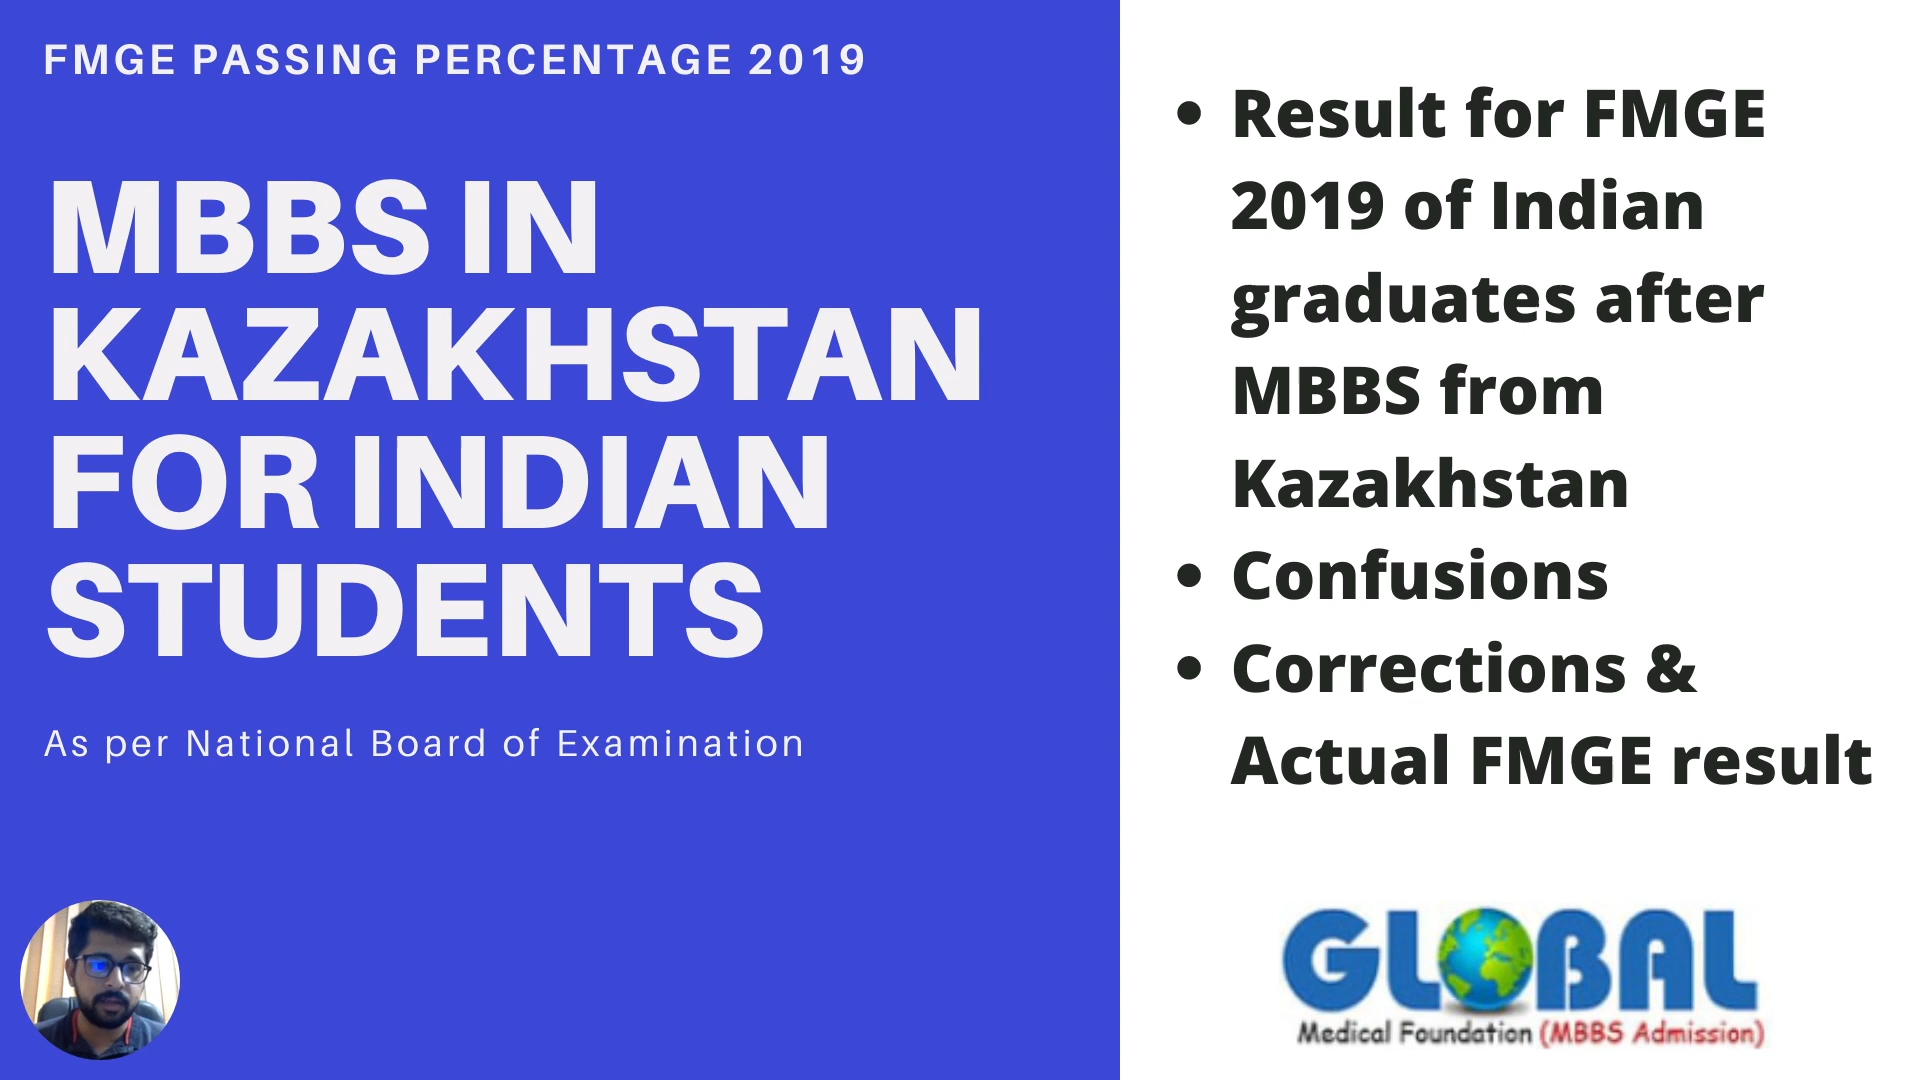 FMGE PASSING PERCENTAGE 2019
MBBS IN
KAZAKHSTAN
FOR INDIAN
STUDENTS
As per National Board of Examination
• Result for FMGE
2019 of Indian
graduates after
MBBS from
Kazakhstan
• Confusions
• Corrections &
Actual FMGE result
GLOBAL
Medical Foundation (MBBS Admission)